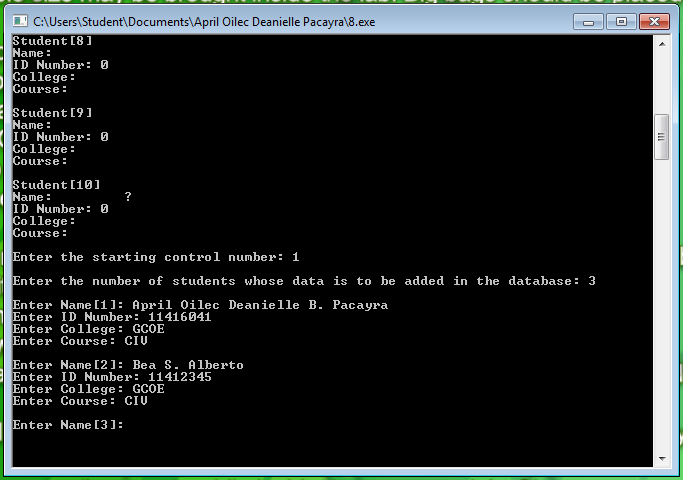 C:\Users\Student\Documents\April Oilec Deanielle Pacayra\8.exe
Student[8]
Name:
ID Number: 0
College:
Course:
Student[9]
Name:
ID Number: 0
College:
Course:
Student[10]
Name:         ?
ID Number: 0
College:
Course:
Enter the starting control number: 1
Enter the number of students whose data is to be added in the database: 3
Enter Name[1]: April Oilec Deanielle B. Pacayra
Enter ID Number: 11416041
Enter College: GCOE
Enter Course: CIV
Enter Name[2]: Bea S. Alberto
Enter ID Number: 11412345
Enter College: GCOE
Enter Course: CIV
Enter Name[3]: